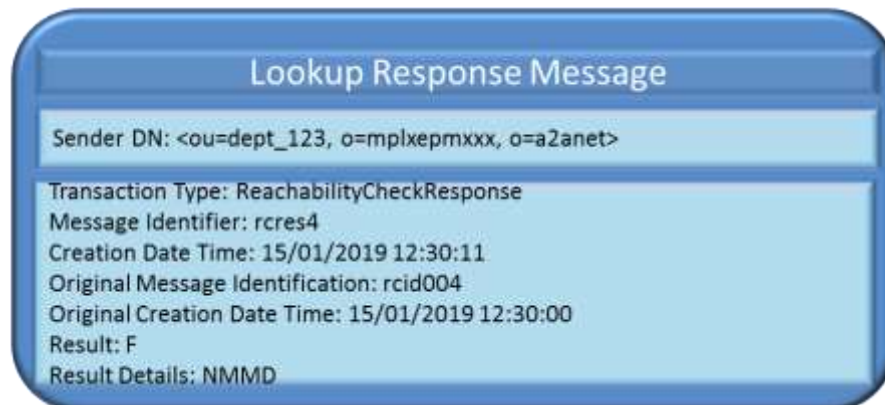 Lookup Response Message
Sender DN: <ou=dept_123, o=mplxepmxxx, o=a2anet>
Transaction Type: ReachabilityCheckResponse
Message Identifier: rcres4
Creation Date Time: 15/01/2019 12:30:11
Original Message Identification: rcid004
Original Creation Date Time: 15/01/2019 12:30:00
Result: F
Result Details: NMMD